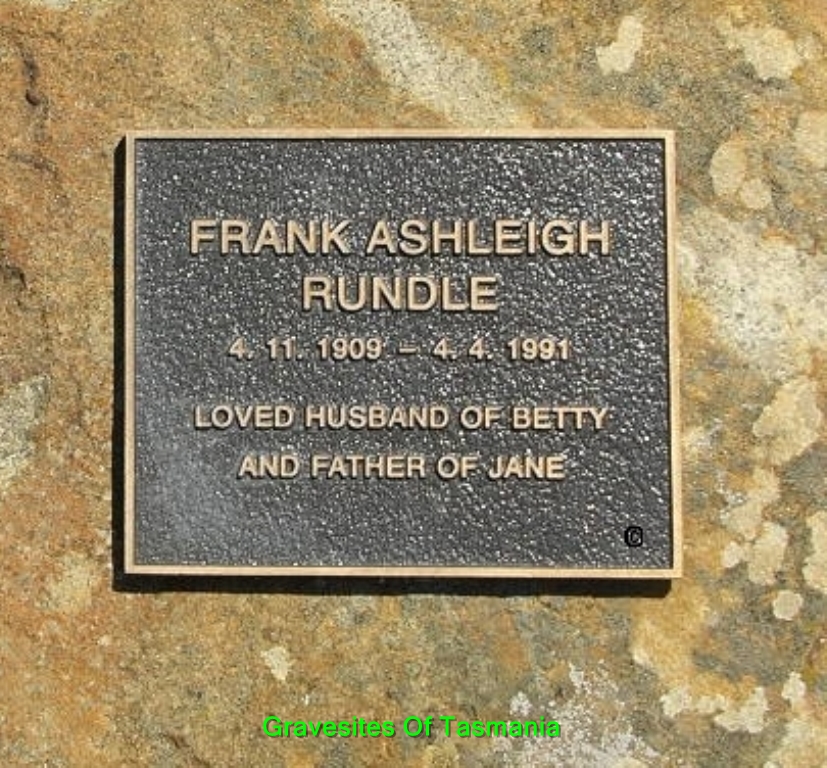 FRANK ASHLEIGH
RUNDLE
4. 11. 1909 – 4. 4. 1991
LOVED HUSBAND OF BETTY
AND FATHER OF JANE
©
Gravesites Of Tasmania